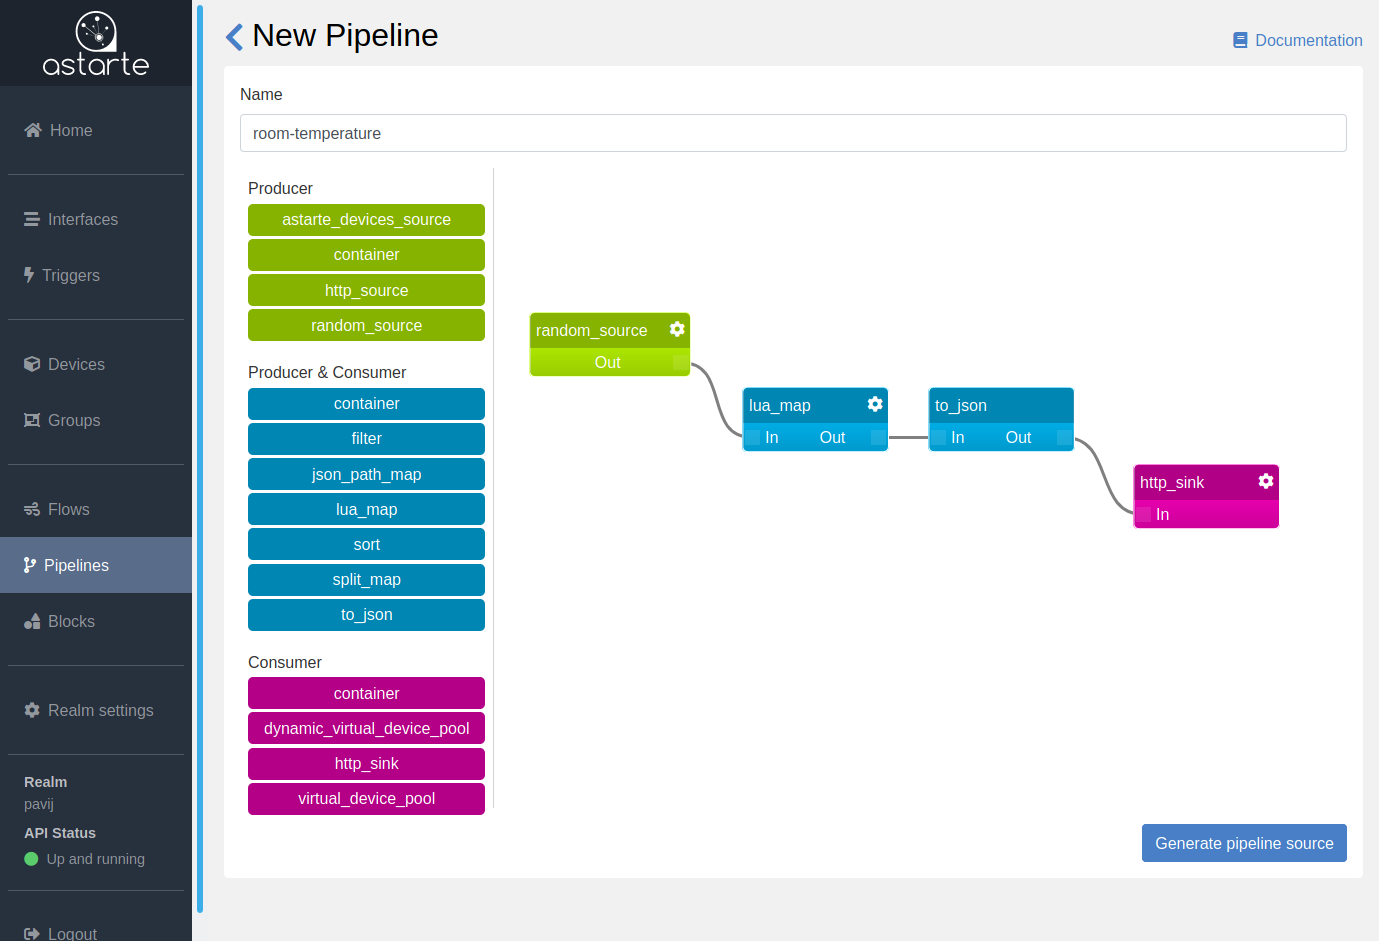 astarte
Home
Interfaces
Triggers
Devices
Groups
Flows
Pipelines
Blocks
Realm settings
Realm
pavij
API Status
Up and running
Logout
New Pipeline
Documentation
Name
room-temperature
Producer
astarte_devices_source
container
http_source
random_source
Producer & Consumer
container
filter
json_path_map
lua_map
sort
split_map
to_json
Consumer
container
dynamic_virtual_device_pool
http_sink
virtual_device_pool
random_source
Out
lua_map
In Out
to_json
In Out
http_sink
In
Generate pipeline source